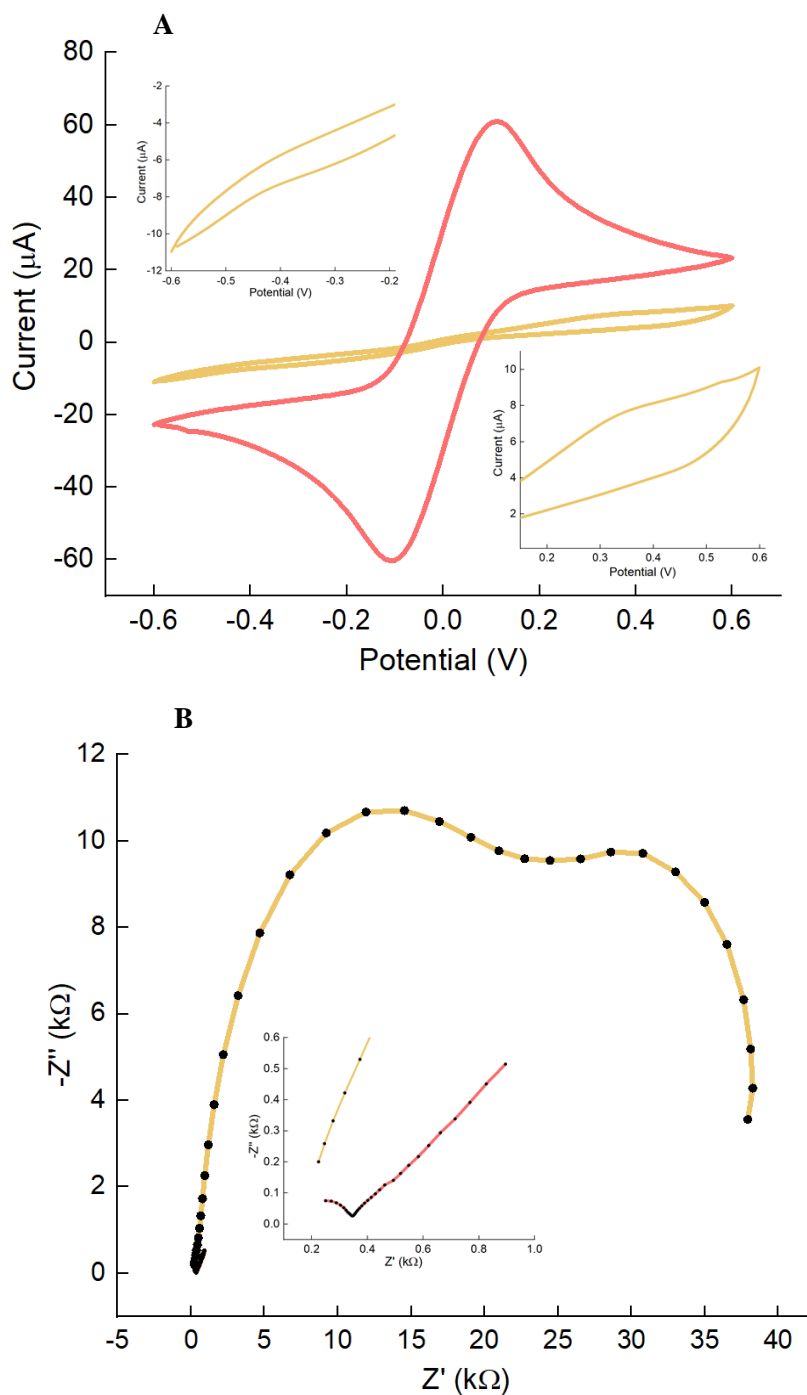 A
80
60
40
20
0
-20
-40
-60
Current (μA)
-0.6 -0.4 -0.2 0.0 0.2 0.4 0.6
Potential (V)
-2
-4
-6
-8
-10
-12
Current (μA)
-0.6 -0.5 -0.4 -0.3 -0.2
Potential (V)
10
8
6
4
2
Current (μA)
0.2 0.3 0.4 0.5 0.6
Potential (V)
B
12
10
8
6
4
2
0
-Z" (kΩ)
-5 0 5 10 15 20 25 30 35 40
Z' (kΩ)
0.6
0.5
0.4
0.3
0.2
0.1
0.0
-Z" (kΩ)
0.2 0.4 0.6 0.8 1.0
Z' (kΩ)